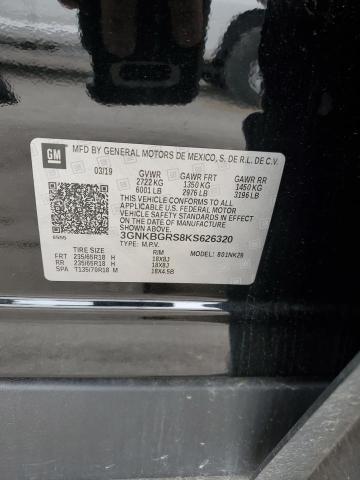 GM
MFD BY GENERAL MOTORS DE MEXICO, S. DE R.L. DE C.V.
03/19 GVWR GAWR FRT GAWR RR
2722 KG 1350 KG 1450 KG
6001 LB 2976 LB 3196 LB
THIS VEHICLE CONFORMS TO ALL
APPLICABLE U.S. FEDERAL MOTOR
VEHICLE SAFETY STANDARDS IN EFFECT
ON THE DATE OF MANUFACTURE
SHOWN ABOVE.
3GNKBGRS8KS626320
TYPE: M.P.V. MODEL:
TIRE SIZE RIM
FRT 235/65R18 H 18X8J
RR 235/65R18 H 18X8J
SPA T135/70R18 M 18X4.5B